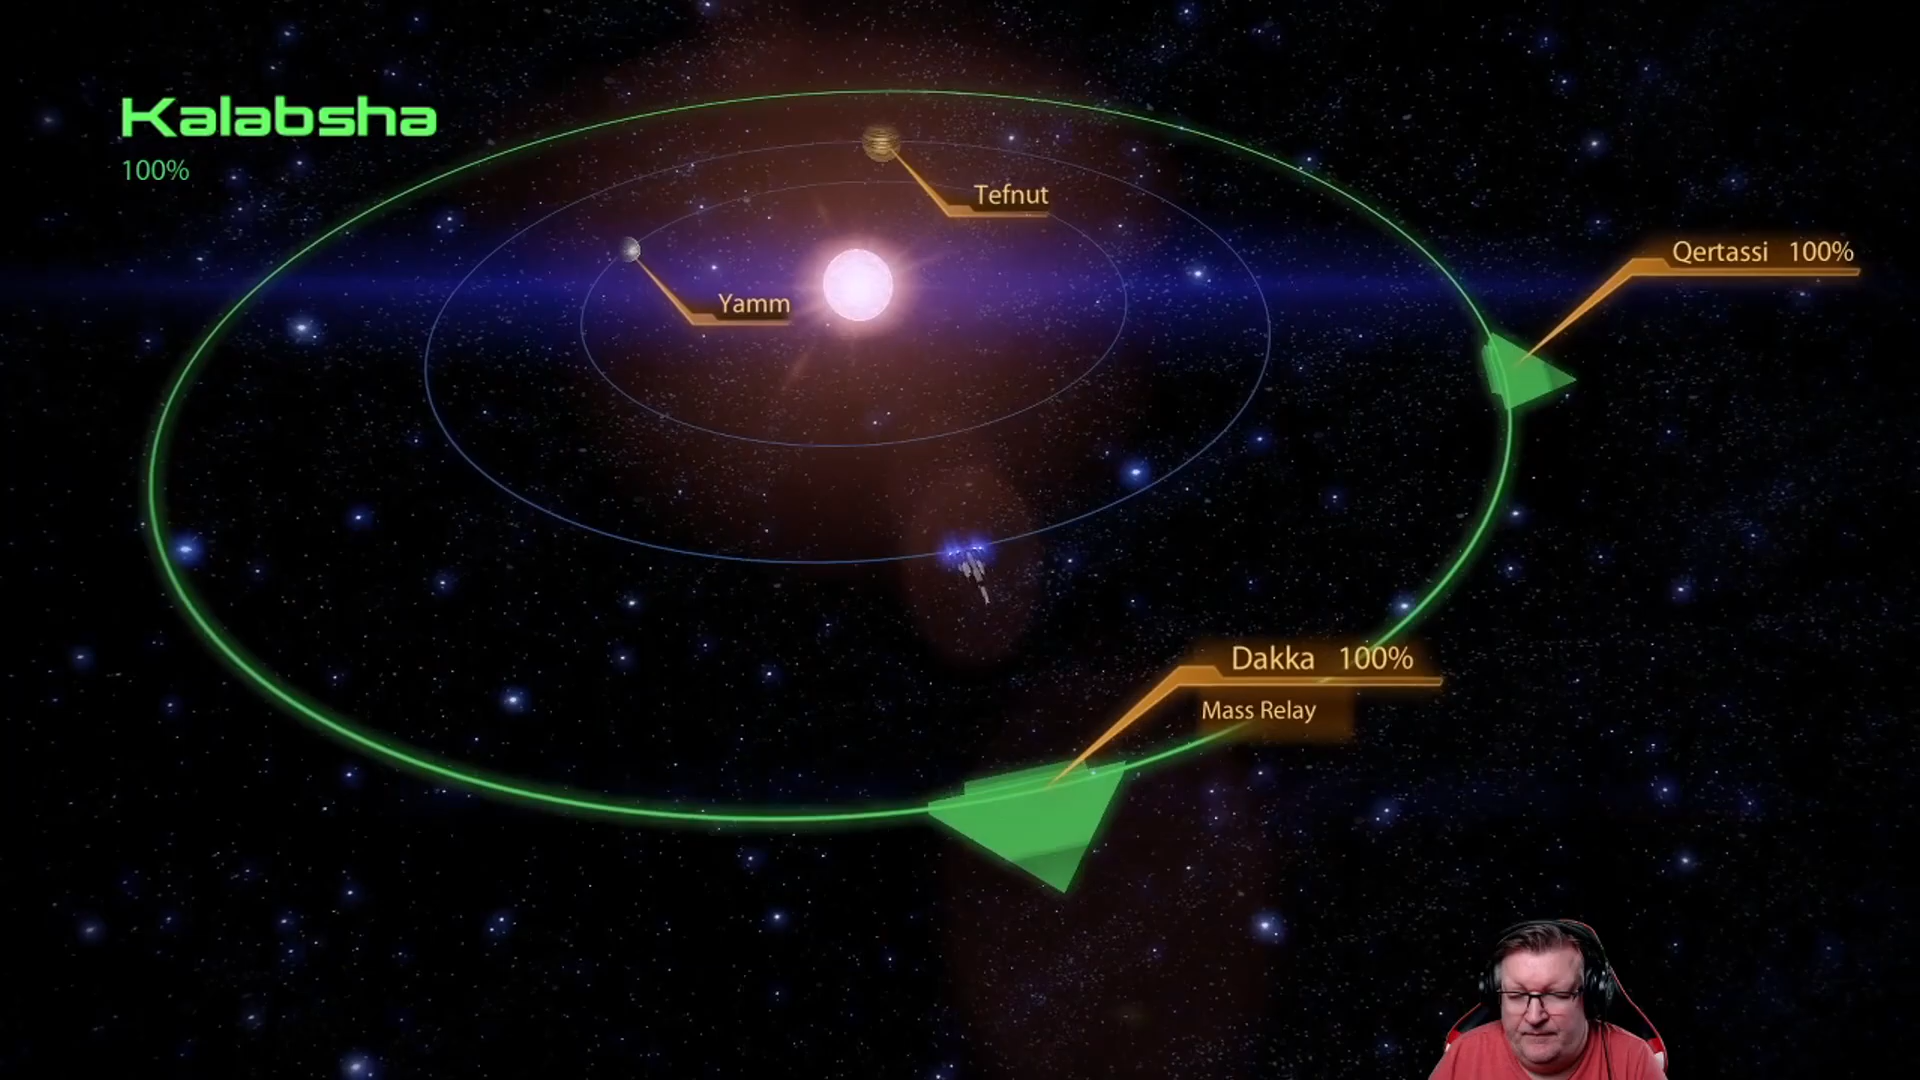 Kalabsha
100%
Tefnut
Qertassi 100%
Yamm
Dakka 100%
Mass Relay